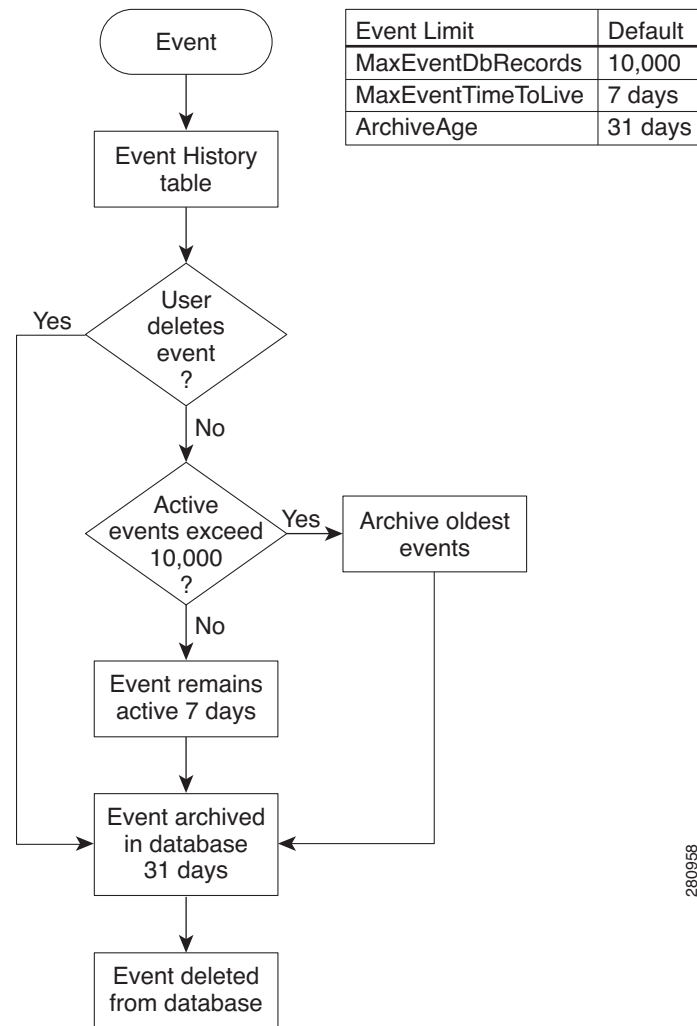 Event
Event Limit Default
MaxEventDbRecords 10,000
MaxEventTimeToLive 7 days
ArchiveAge 31 days
Event History
table
User
deletes
event
?
Yes
No
Active
events exceed
10,000
?
Yes
Archive oldest
events
No
Event remains
active 7 days
Event archived
in database
31 days
Event deleted
from database
280958